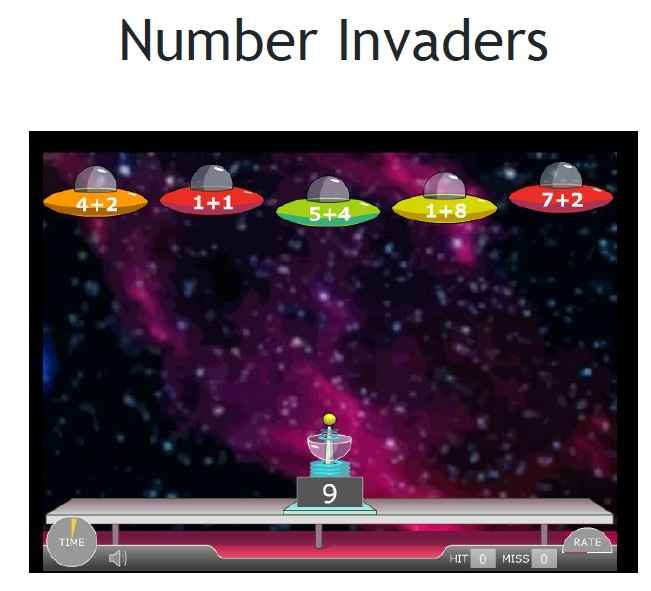 Number Invaders
4+2
1+1
5+4
1+8
7+2
9
TIME
HIT 0 MISS 0
RATE